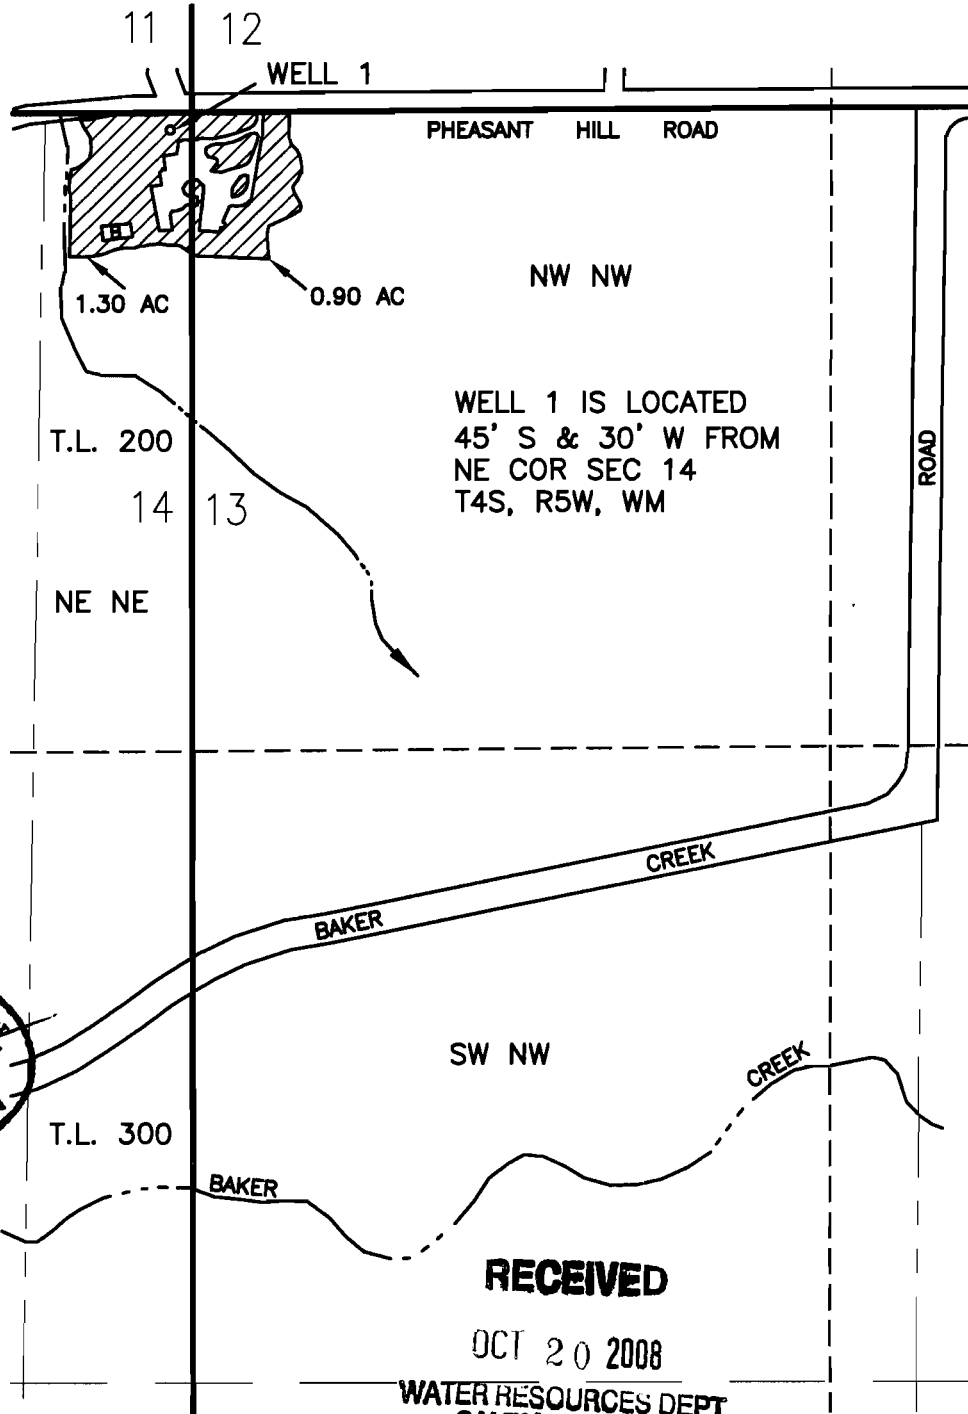 11 12
WELL 1
PHEASANT HILL ROAD
NW NW
1.30 AC
0.90 AC
WELL 1 IS LOCATED
45' S & 30' W FROM
NE COR SEC 14
T4S, R5W, WM
T.L. 200
ROAD
14 13
NE NE
CREEK
BAKER
SW NW
CREEK
T.L. 300
BAKER
RECEIVED
OCT 20 2008
WATER RESOURCES DEPT